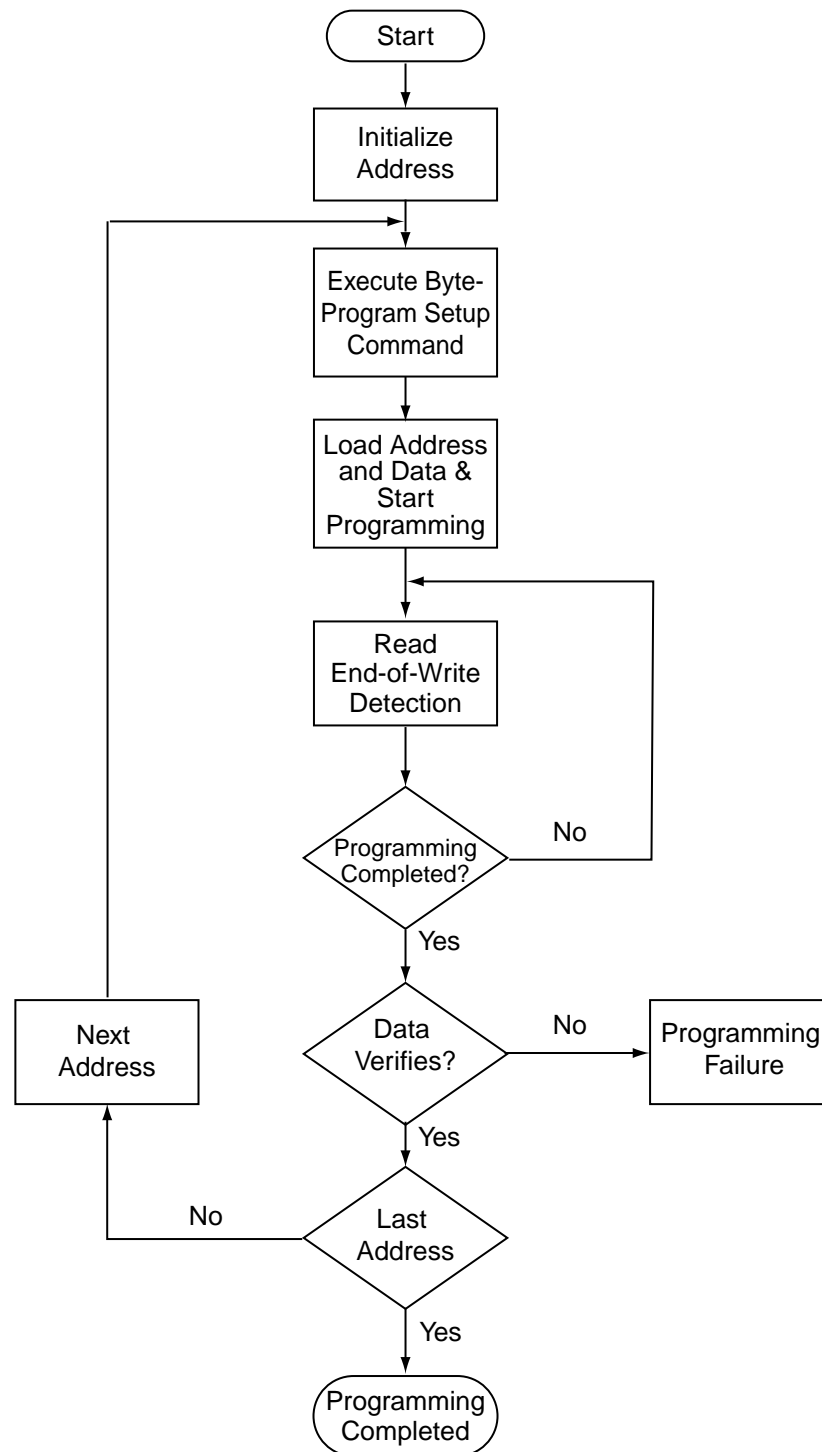 Start
Initialize
Address
Execute Byte-
Program Setup
Command
Load Address
and Data &
Start
Programming
Read
End-of-Write
Detection
Programming
Completed?
No
Yes
Next
Address
Data
Verifies?
No
Programming
Failure
Yes
No
Last
Address
Yes
Programming
Completed